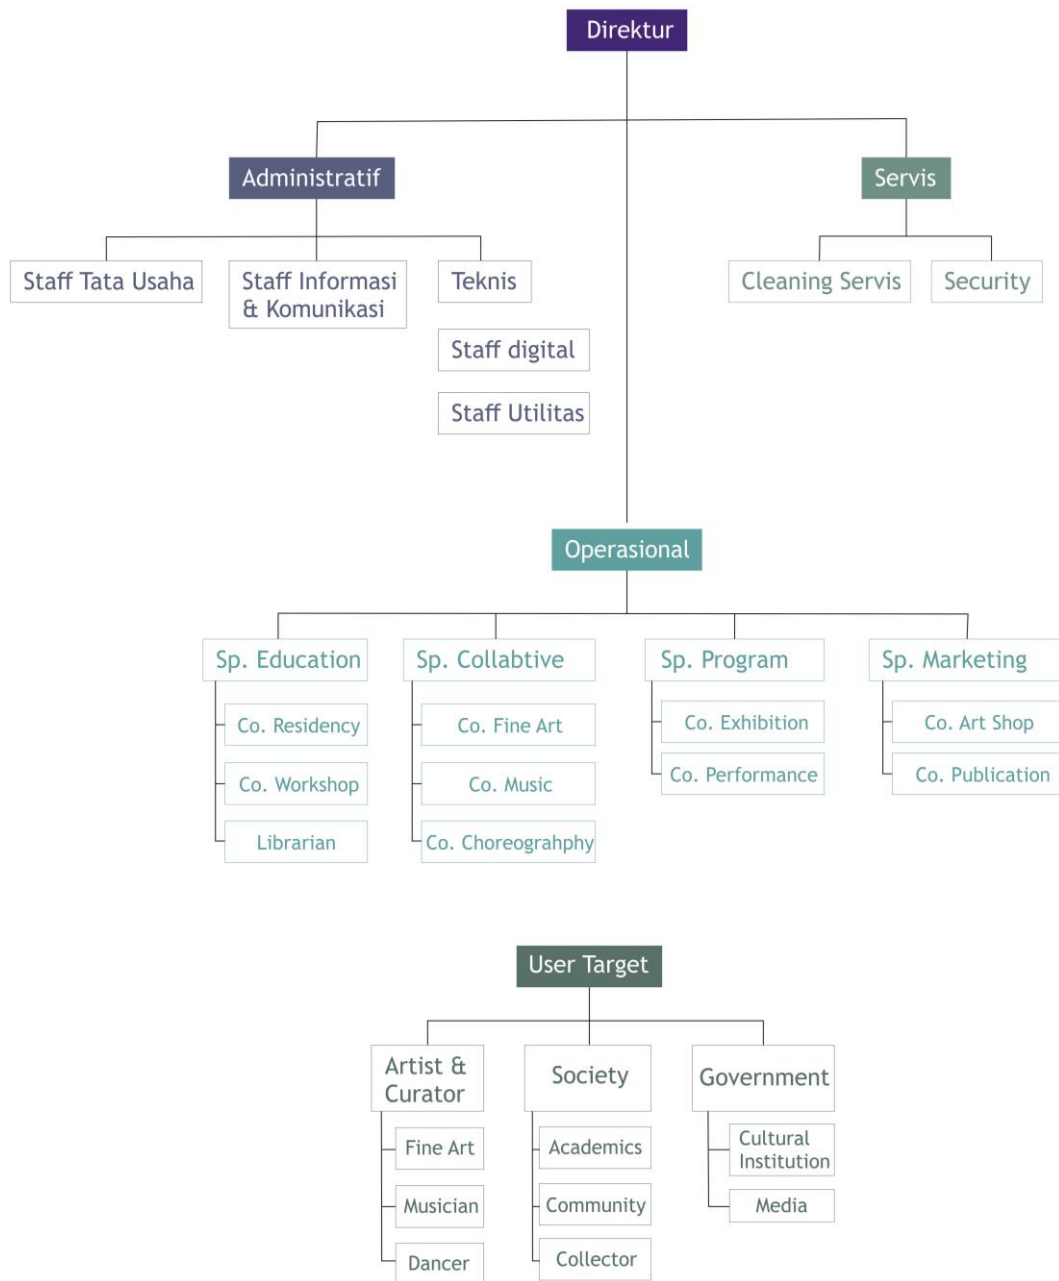 Direktur
Administratif
Servis
Staff Tata Usaha
Staff Informasi
& Komunikasi
Teknis
Cleaning Servis
Security
Staff digital
Staff Utilitas
Operasional
Sp. Education
Sp. Collabtive
Sp. Program
Sp. Marketing
Co. Residency
Co. Fine Art
Co. Exhibition
Co. Art Shop
Co. Workshop
Co. Music
Co. Performance
Co. Publication
Librarian
Co. Choreograhphy
User Target
Artist &
Curator
Society
Government
Fine Art
Academics
Cultural
Institution
Musician
Community
Media
Dancer
Collector